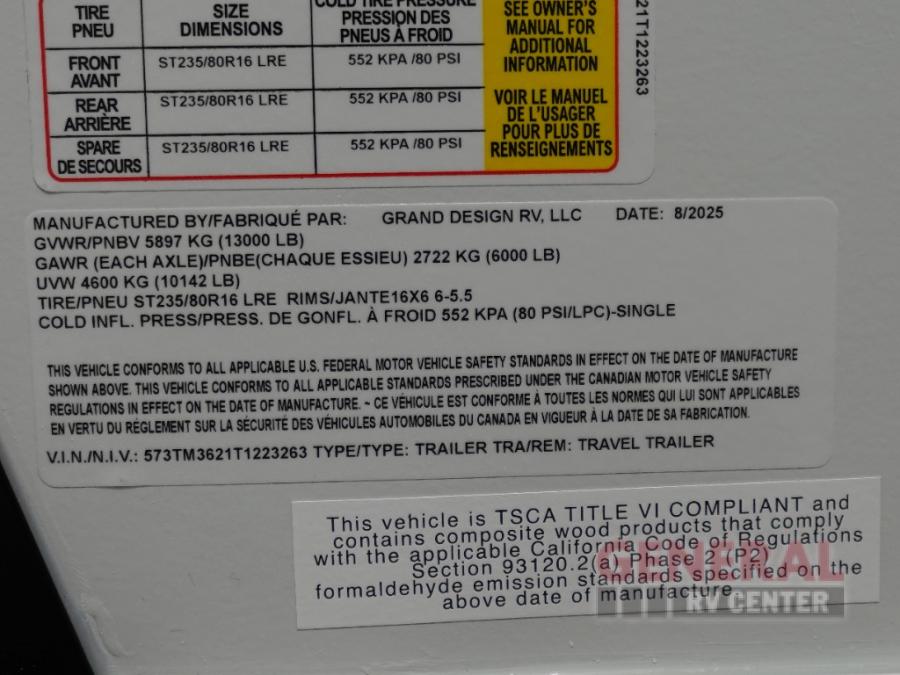 TIRE PNEU SIZE DIMENSIONS COLD TIRE PRESSURE PRESSION DES PNEUS À FROID
FRONT AVANT ST235/80R16 LRE 552 KPA /80 PSI
REAR ARRIÈRE ST235/80R16 LRE 552 KPA /80 PSI
SPARE DE SECOURS ST235/80R16 LRE 552 KPA /80 PSI
SEE OWNER'S
MANUAL FOR
ADDITIONAL
INFORMATION
VOIR LE MANUEL
DE L'USAGER
POUR PLUS DE
RENSEIGNEMENTS
21T1223263
MANUFACTURED BY/FABRIQUÉ PAR: GRAND DESIGN RV, LLC DATE: 8/2025
GVWR/PNBV 5897 KG (13000 LB)
GAWR (EACH AXLE)/PNBE(CHAQUE ESSIEU) 2722 KG (6000 LB)
UVW 4600 KG (10142 LB)
TIRE/PNEU ST235/80R16 LRE RIMS/JANTE16X6 6-5.5
COLD INFL. PRESS/PRESS. DE GONFL. À FROID 552 KPA (80 PSI/LPC)-SINGLE
THIS VEHICLE CONFORMS TO ALL APPLICABLE U.S. FEDERAL MOTOR VEHICLE SAFETY STANDARDS IN EFFECT ON THE DATE OF MANUFACTURE
SHOWN ABOVE. THIS VEHICLE CONFORMS TO ALL APPLICABLE STANDARDS PRESCRIBED UNDER THE CANADIAN MOTOR VEHICLE SAFETY
REGULATIONS IN EFFECT ON THE DATE OF MANUFACTURE. ~ CE VÉHICULE EST CONFORME À TOUTES LES NORMES QUI LUI SONT APPLICABLES
EN VERTU DU RÉGLEMENT SUR LA SÉCURITÉ DES VÉHICULES AUTOMOBILES DU CANADA EN VIGUEUR À LA DATE DE SA FABRICATION.
V.I.N./N.I.V.: 573TM3621T1223263 TYPE/TYPE: TRAILER TRA/REM: TRAVEL TRAILER
This vehicle is TSCA TITLE VI COMPLIANT and
contains composite wood products that comply
with the applicable California Code of Regulations
Section 93120.2(a) Phase 2 (P2)
formaldehyde emission standards specified on the
above date of manufacture.
GENERAL
RV CENTER